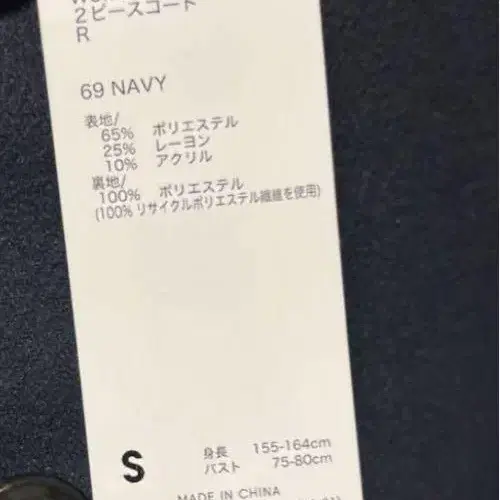 2ピースコート
R
69 NAVY
表地/
65% ポリエステル
25% レーヨン
10% アクリル
裏地/
100% ポリエステル
(100% リサイクルポリエステル繊維を使用)
S
身長 155-164cm
バスト 75-80cm
MADE IN CHINA